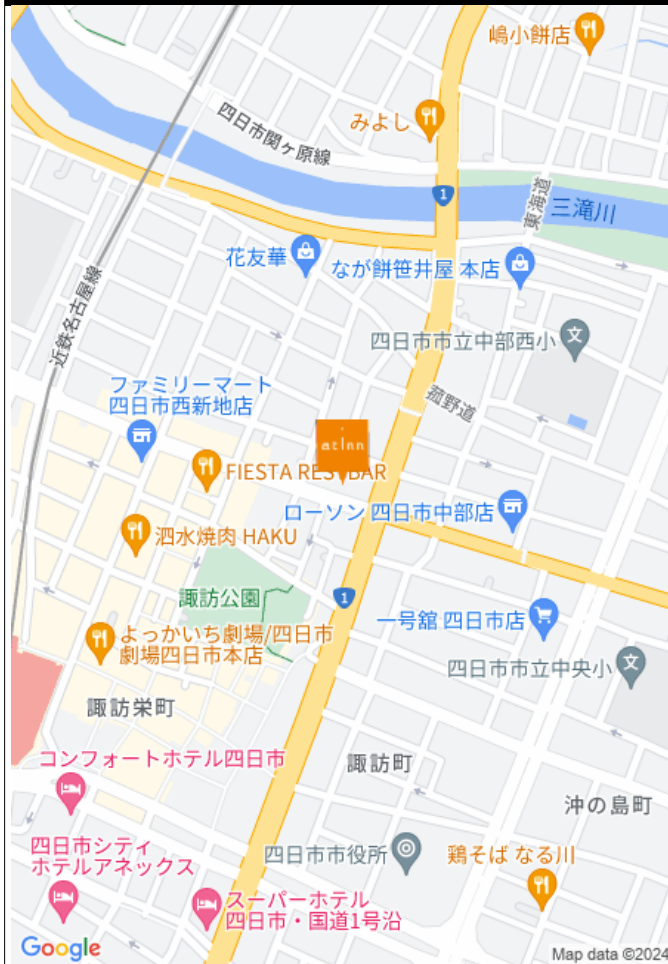 嶋小餅店
みよし
四日市関ヶ原線
1
東海道
三滝川
花友華
なが餅笹井屋 本店
近鉄名古屋線
四日市市立中部西小
ファミリーマート
四日市西新地店
菰野道
at inn
FIESTA RESTBAR
ローソン 四日市中部店
泗水焼肉 HAKU
諏訪公園
1
一号舘 四日市店
よっかいち劇場/四日市
劇場四日市本店
四日市市立中央小
諏訪栄町
コンフォートホテル四日市
諏訪町
沖の島町
四日市シティ
ホテルアネックス
四日市市役所
鶏そば なる川
スーパーホテル
四日市・国道1号沿
Google
Map data ©2024